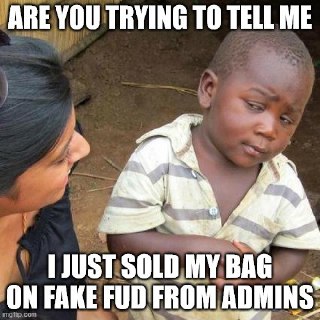 ARE YOU TRYING TO TELL ME
I JUST SOLD MY BAG
ON FAKE FUD FROM ADMINS
imgflip.com